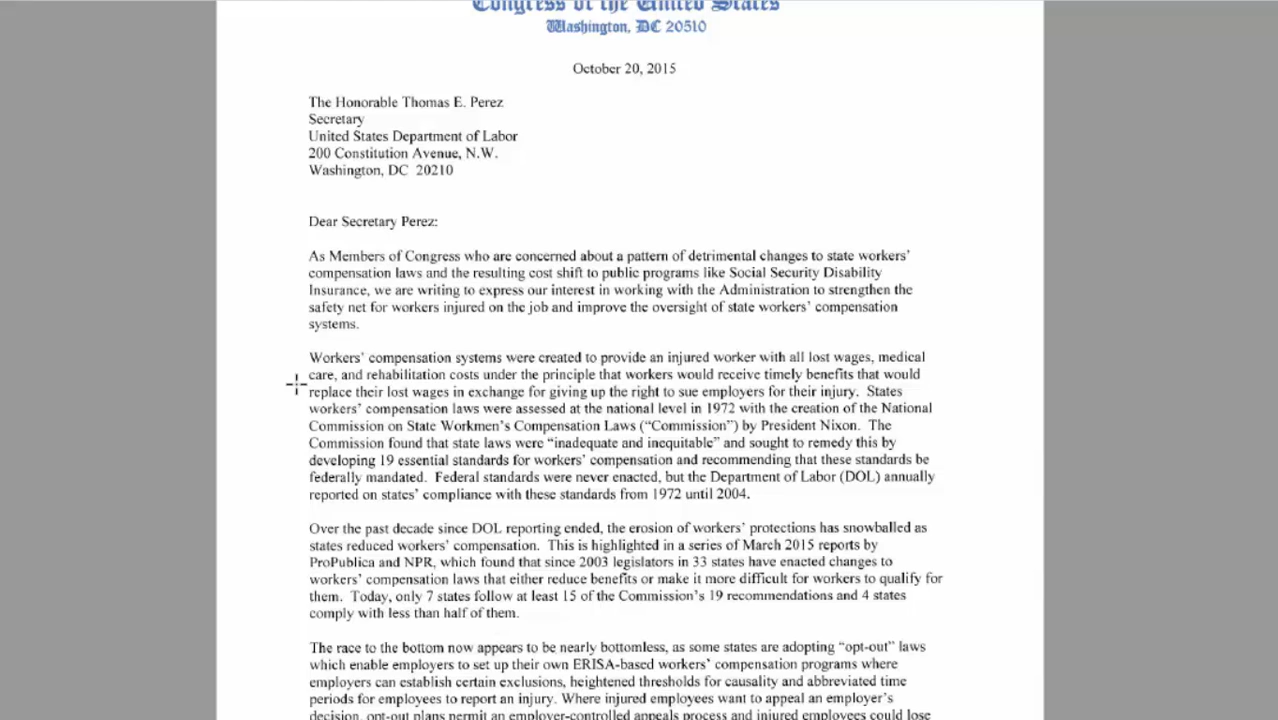 Congress of the United States
Washington, DC 20510
October 20, 2015
The Honorable Thomas E. Perez
Secretary
United States Department of Labor
200 Constitution Avenue, N.W.
Washington, DC 20210
Dear Secretary Perez:
As Members of Congress who are concerned about a pattern of detrimental changes to state workers'
compensation laws and the resulting cost shift to public programs like Social Security Disability
Insurance, we are writing to express our interest in working with the Administration to strengthen the
safety net for workers injured on the job and improve the oversight of state workers' compensation
systems.
Workers' compensation systems were created to provide an injured worker with all lost wages, medical
care, and rehabilitation costs under the principle that workers would receive timely benefits that would
replace their lost wages in exchange for giving up the right to sue employers for their injury. States
workers' compensation laws were assessed at the national level in 1972 with the creation of the National
Commission on State Workmen's Compensation Laws ("Commission") by President Nixon. The
Commission found that state laws were "inadequate and inequitable" and sought to remedy this by
developing 19 essential standards for workers' compensation and recommending that these standards be
federally mandated. Federal standards were never enacted, but the Department of Labor (DOL) annually
reported on states' compliance with these standards from 1972 until 2004.
Over the past decade since DOL reporting ended, the erosion of workers' protections has snowballed as
states reduced workers' compensation. This is highlighted in a series of March 2015 reports by
ProPublica and NPR, which found that since 2003 legislators in 33 states have enacted changes to
workers' compensation laws that either reduce benefits or make it more difficult for workers to qualify for
them. Today, only 7 states follow at least 15 of the Commission's 19 recommendations and 4 states
comply with less than half of them.
The race to the bottom now appears to be nearly bottomless, as some states are adopting "opt-out" laws
which enable employers to set up their own ERISA-based workers' compensation programs where
employers can establish certain exclusions, heightened thresholds for causality and abbreviated time
periods for employees to report an injury. Where injured employees want to appeal an employer's
decision, opt-out plans permit an employer-controlled appeals process and injured employees could lose